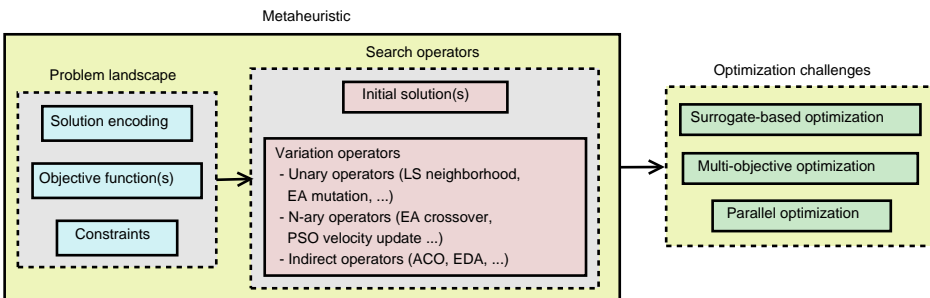 Metaheuristic
Problem landscape
Solution encoding
Objective function(s)
Constraints
Search operators
Initial solution(s)
Variation operators
- Unary operators (LS neighborhood,
EA mutation, ...)
- N-ary operators (EA crossover,
PSO velocity update ...)
- Indirect operators (ACO, EDA, ...)
Optimization challenges
Surrogate-based optimization
Multi-objective optimization
Parallel optimization